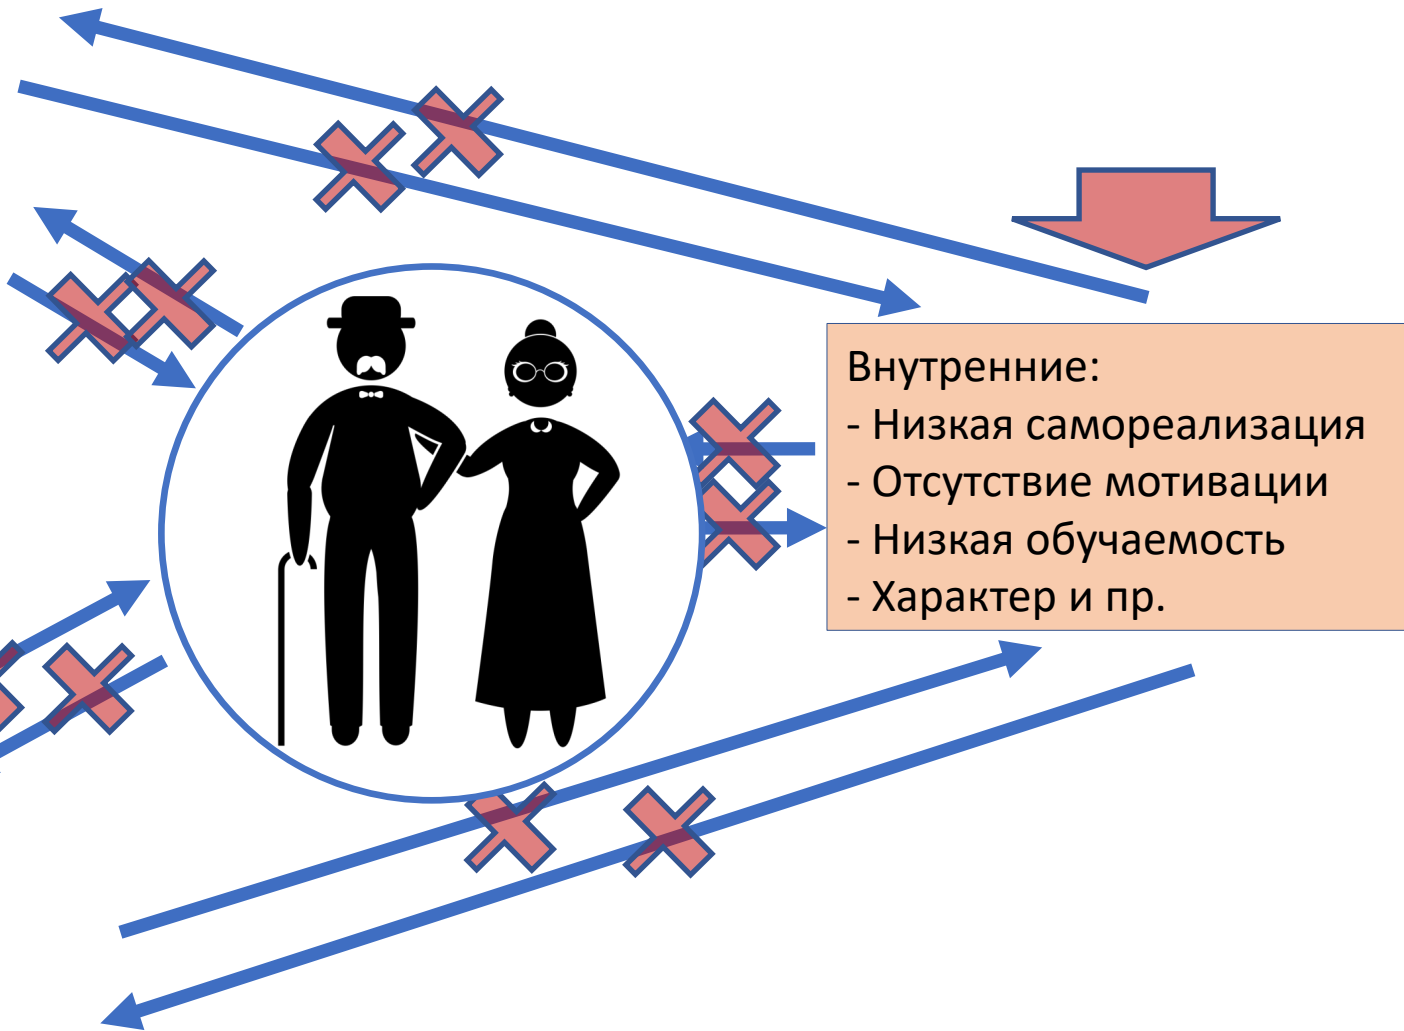 Внутренние:
- Низкая самореализация
- Отсутствие мотивации
- Низкая обучаемость
- Характер и пр.